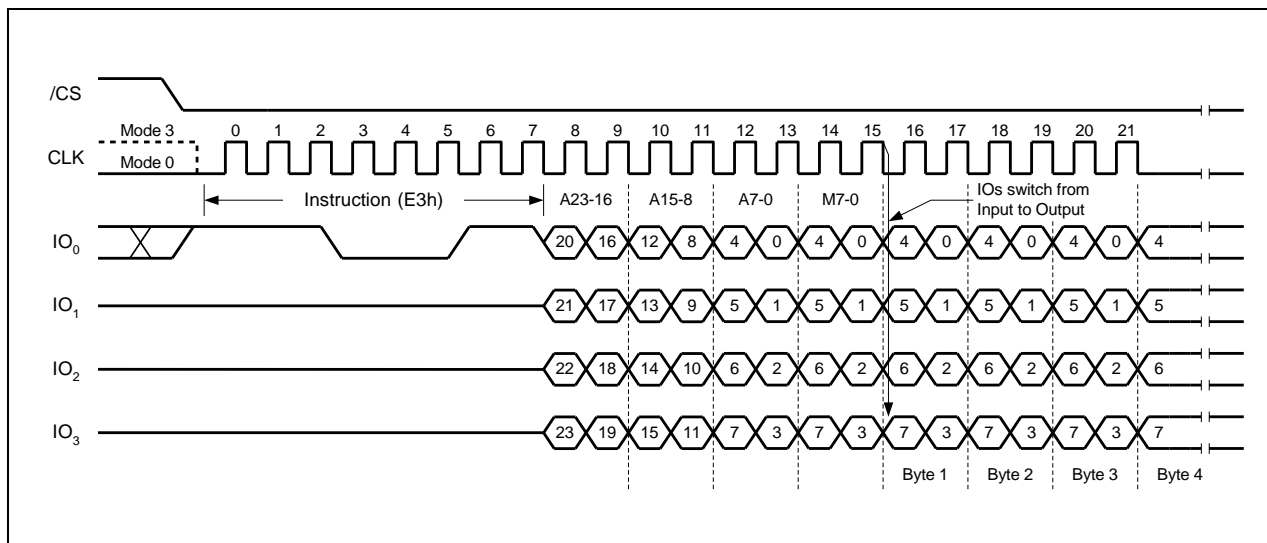 /CS
Mode 3
0 1 2 3 4 5 6 7 8 9 10 11 12 13 14 15 16 17 18 19 20 21
CLK
Mode 0
Instruction (E3h)
A23-16 A15-8 A7-0 M7-0
IOs switch from
Input to Output
IO0 20 16 12 8 4 0 4 0 4 0 4 0 4 0 4
IO1 21 17 13 9 5 1 5 1 5 1 5 1 5 1 5
IO2 22 18 14 10 6 2 6 2 6 2 6 2 6 2 6
IO3 23 19 15 11 7 3 7 3 7 3 7 3 7 3 7
Byte 1 Byte 2 Byte 3 Byte 4